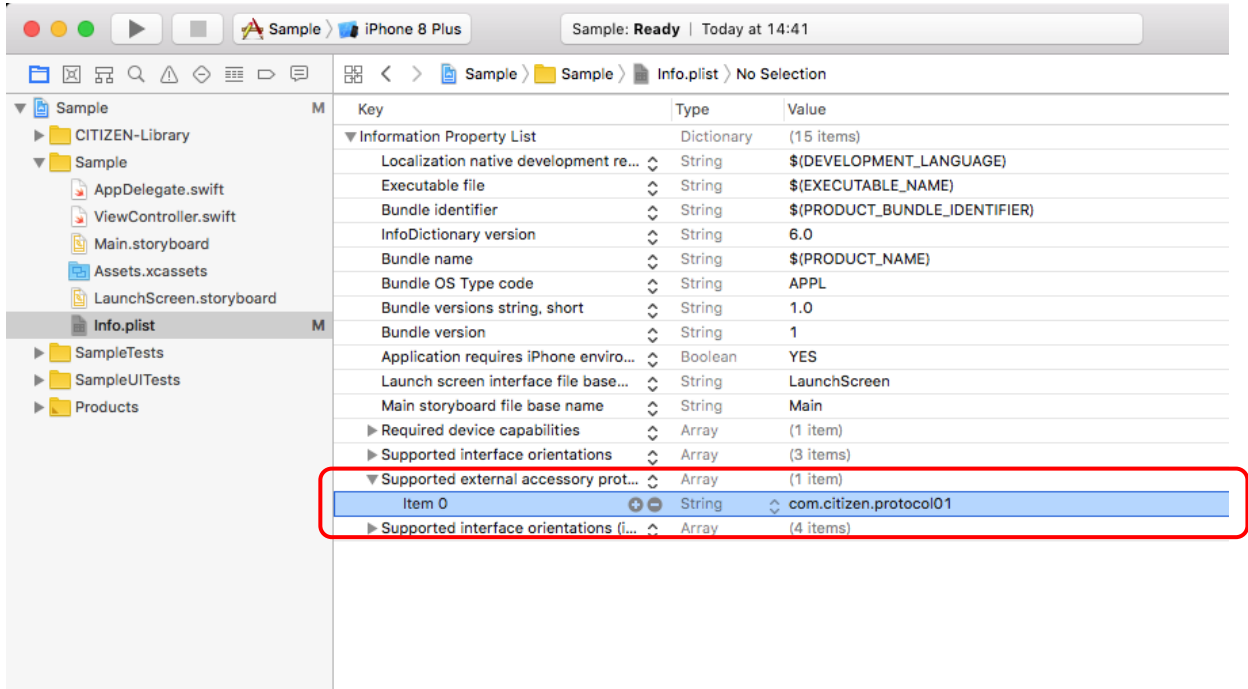 Sample 〉 iPhone 8 Plus
Sample: Ready | Today at 14:41
Sample 〉 Sample 〉 Info.plist 〉 No Selection
Sample M
CITIZEN-Library
Sample
AppDelegate.swift
ViewController.swift
Main.storyboard
Assets.xcassets
LaunchScreen.storyboard
Info.plist M
SampleTests
SampleUITests
Products
Key Type Value
Information Property List Dictionary (15 items)
Localization native development re... String $(DEVELOPMENT_LANGUAGE)
Executable file String $(EXECUTABLE_NAME)
Bundle identifier String $(PRODUCT_BUNDLE_IDENTIFIER)
InfoDictionary version String 6.0
Bundle name String $(PRODUCT_NAME)
Bundle OS Type code String APPL
Bundle versions string, short String 1.0
Bundle version String 1
Application requires iPhone enviro... Boolean YES
Launch screen interface file base... String LaunchScreen
Main storyboard file base name String Main
Required device capabilities Array (1 item)
Supported interface orientations Array (3 items)
Supported external accessory prot... Array (1 item)
Item 0 String com.citizen.protocol01
Supported interface orientations (i... Array (4 items)